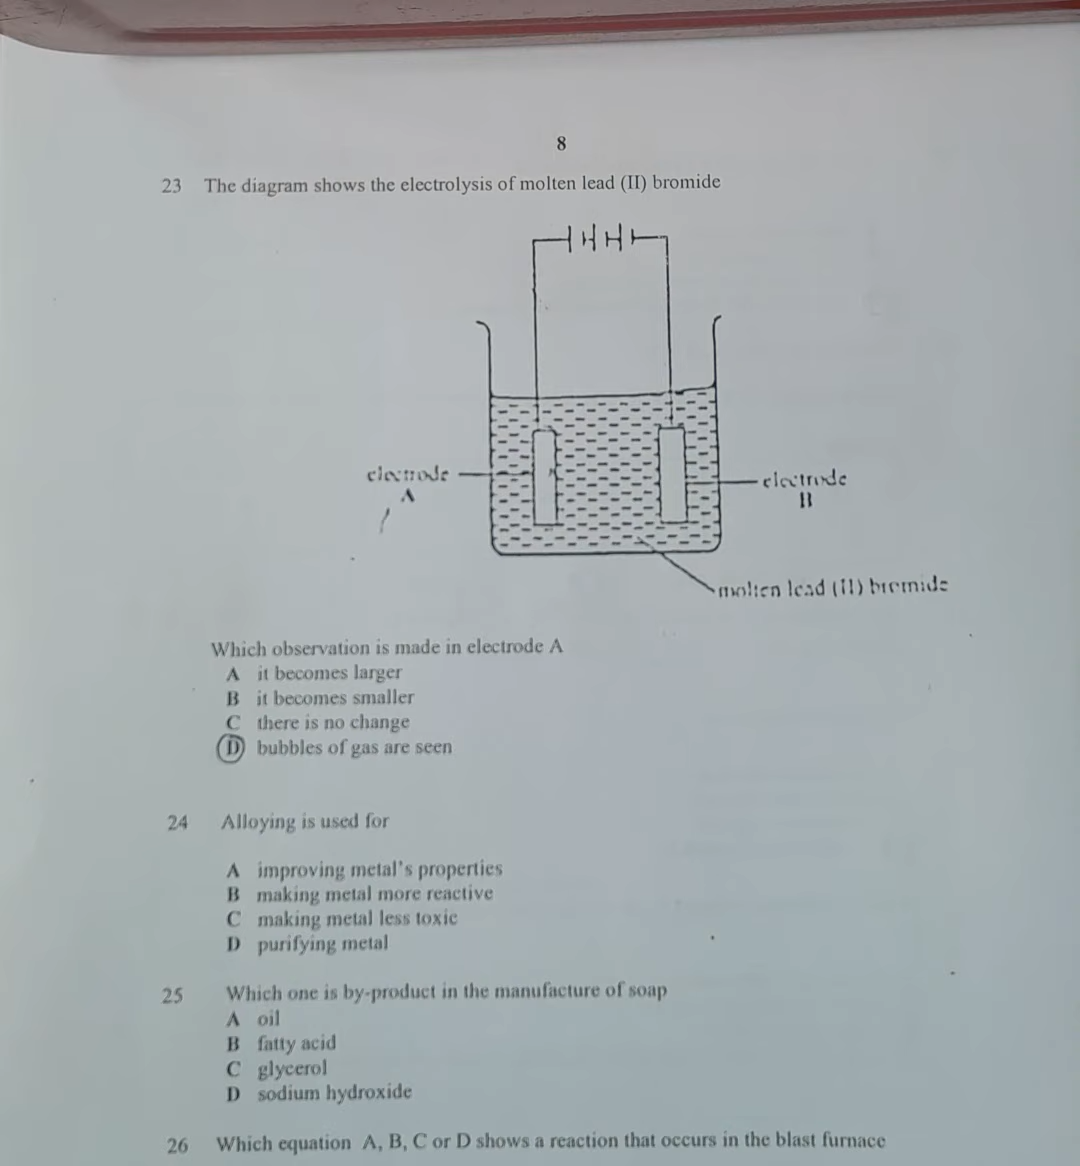 8
23 The diagram shows the electrolysis of molten lead (II) bromide
electrode
A
electrode
B
molten lead (II) bromide
Which observation is made in electrode A
A it becomes larger
B it becomes smaller
C there is no change
D bubbles of gas are seen
24 Alloying is used for
A improving metal's properties
B making metal more reactive
C making metal less toxic
D purifying metal
25 Which one is by-product in the manufacture of soap
A oil
B fatty acid
C glycerol
D sodium hydroxide
26 Which equation A, B, C or D shows a reaction that occurs in the blast furnace